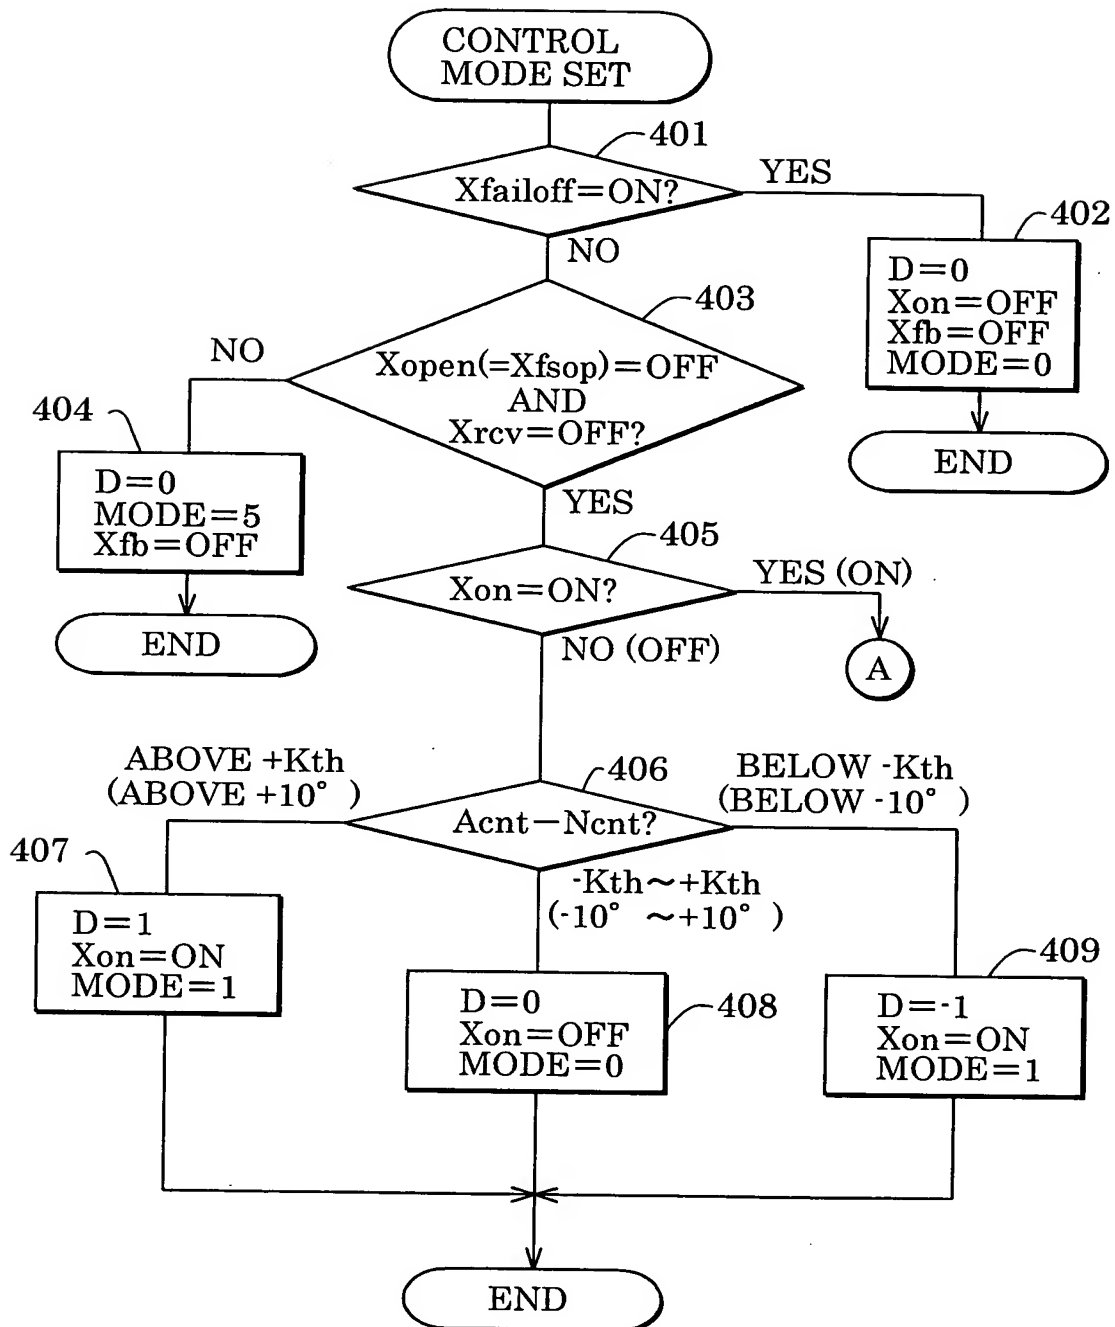 CONTROL
MODE SET
401
Xfailoff=ON?
YES
NO
402
D=0
Xon=OFF
Xfb=OFF
MODE=0
END
403
Xopen(=Xfsop)=OFF
AND
Xrcv=OFF?
NO
YES
404
D=0
MODE=5
Xfb=OFF
END
405
Xon=ON?
YES (ON)
A
NO (OFF)
406
Acnt-Ncnt?
ABOVE +Kth
(ABOVE +10° )
BELOW -Kth
(BELOW -10° )
-Kth~+Kth
(-10° ~+10° )
407
D=1
Xon=ON
MODE=1
408
D=0
Xon=OFF
MODE=0
409
D=-1
Xon=ON
MODE=1
END